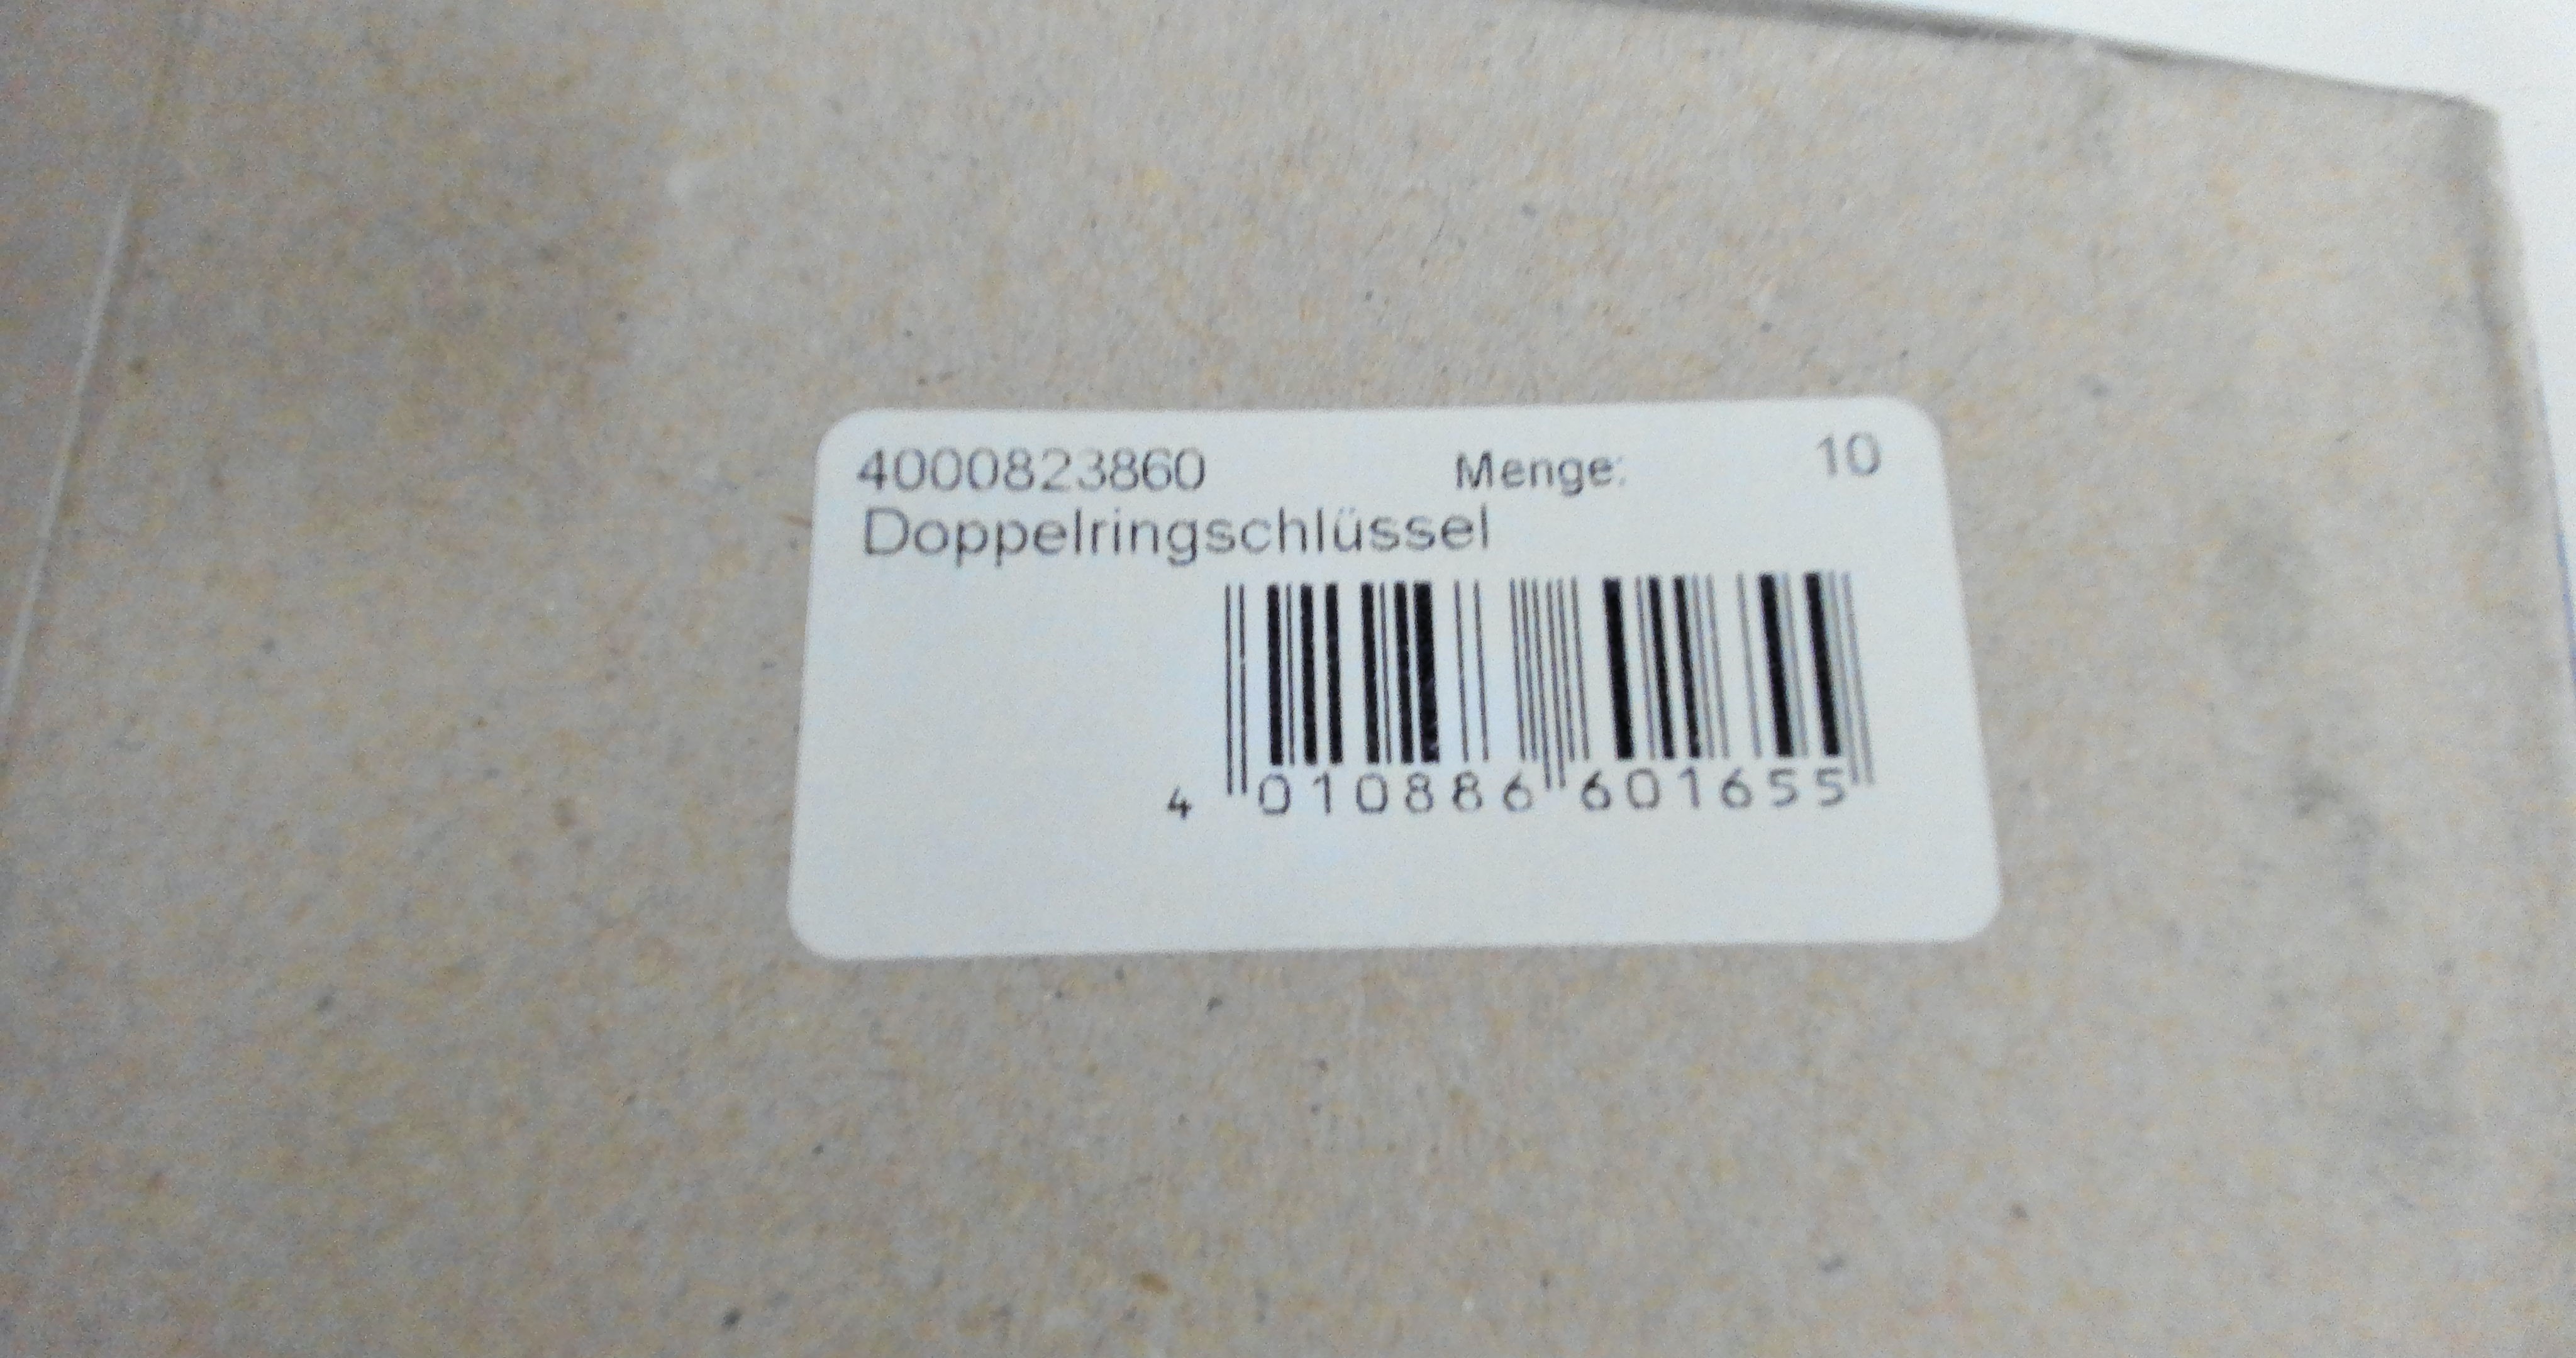 4000823860 Menge: 10
Doppelringschlüssel
4 010886 601655